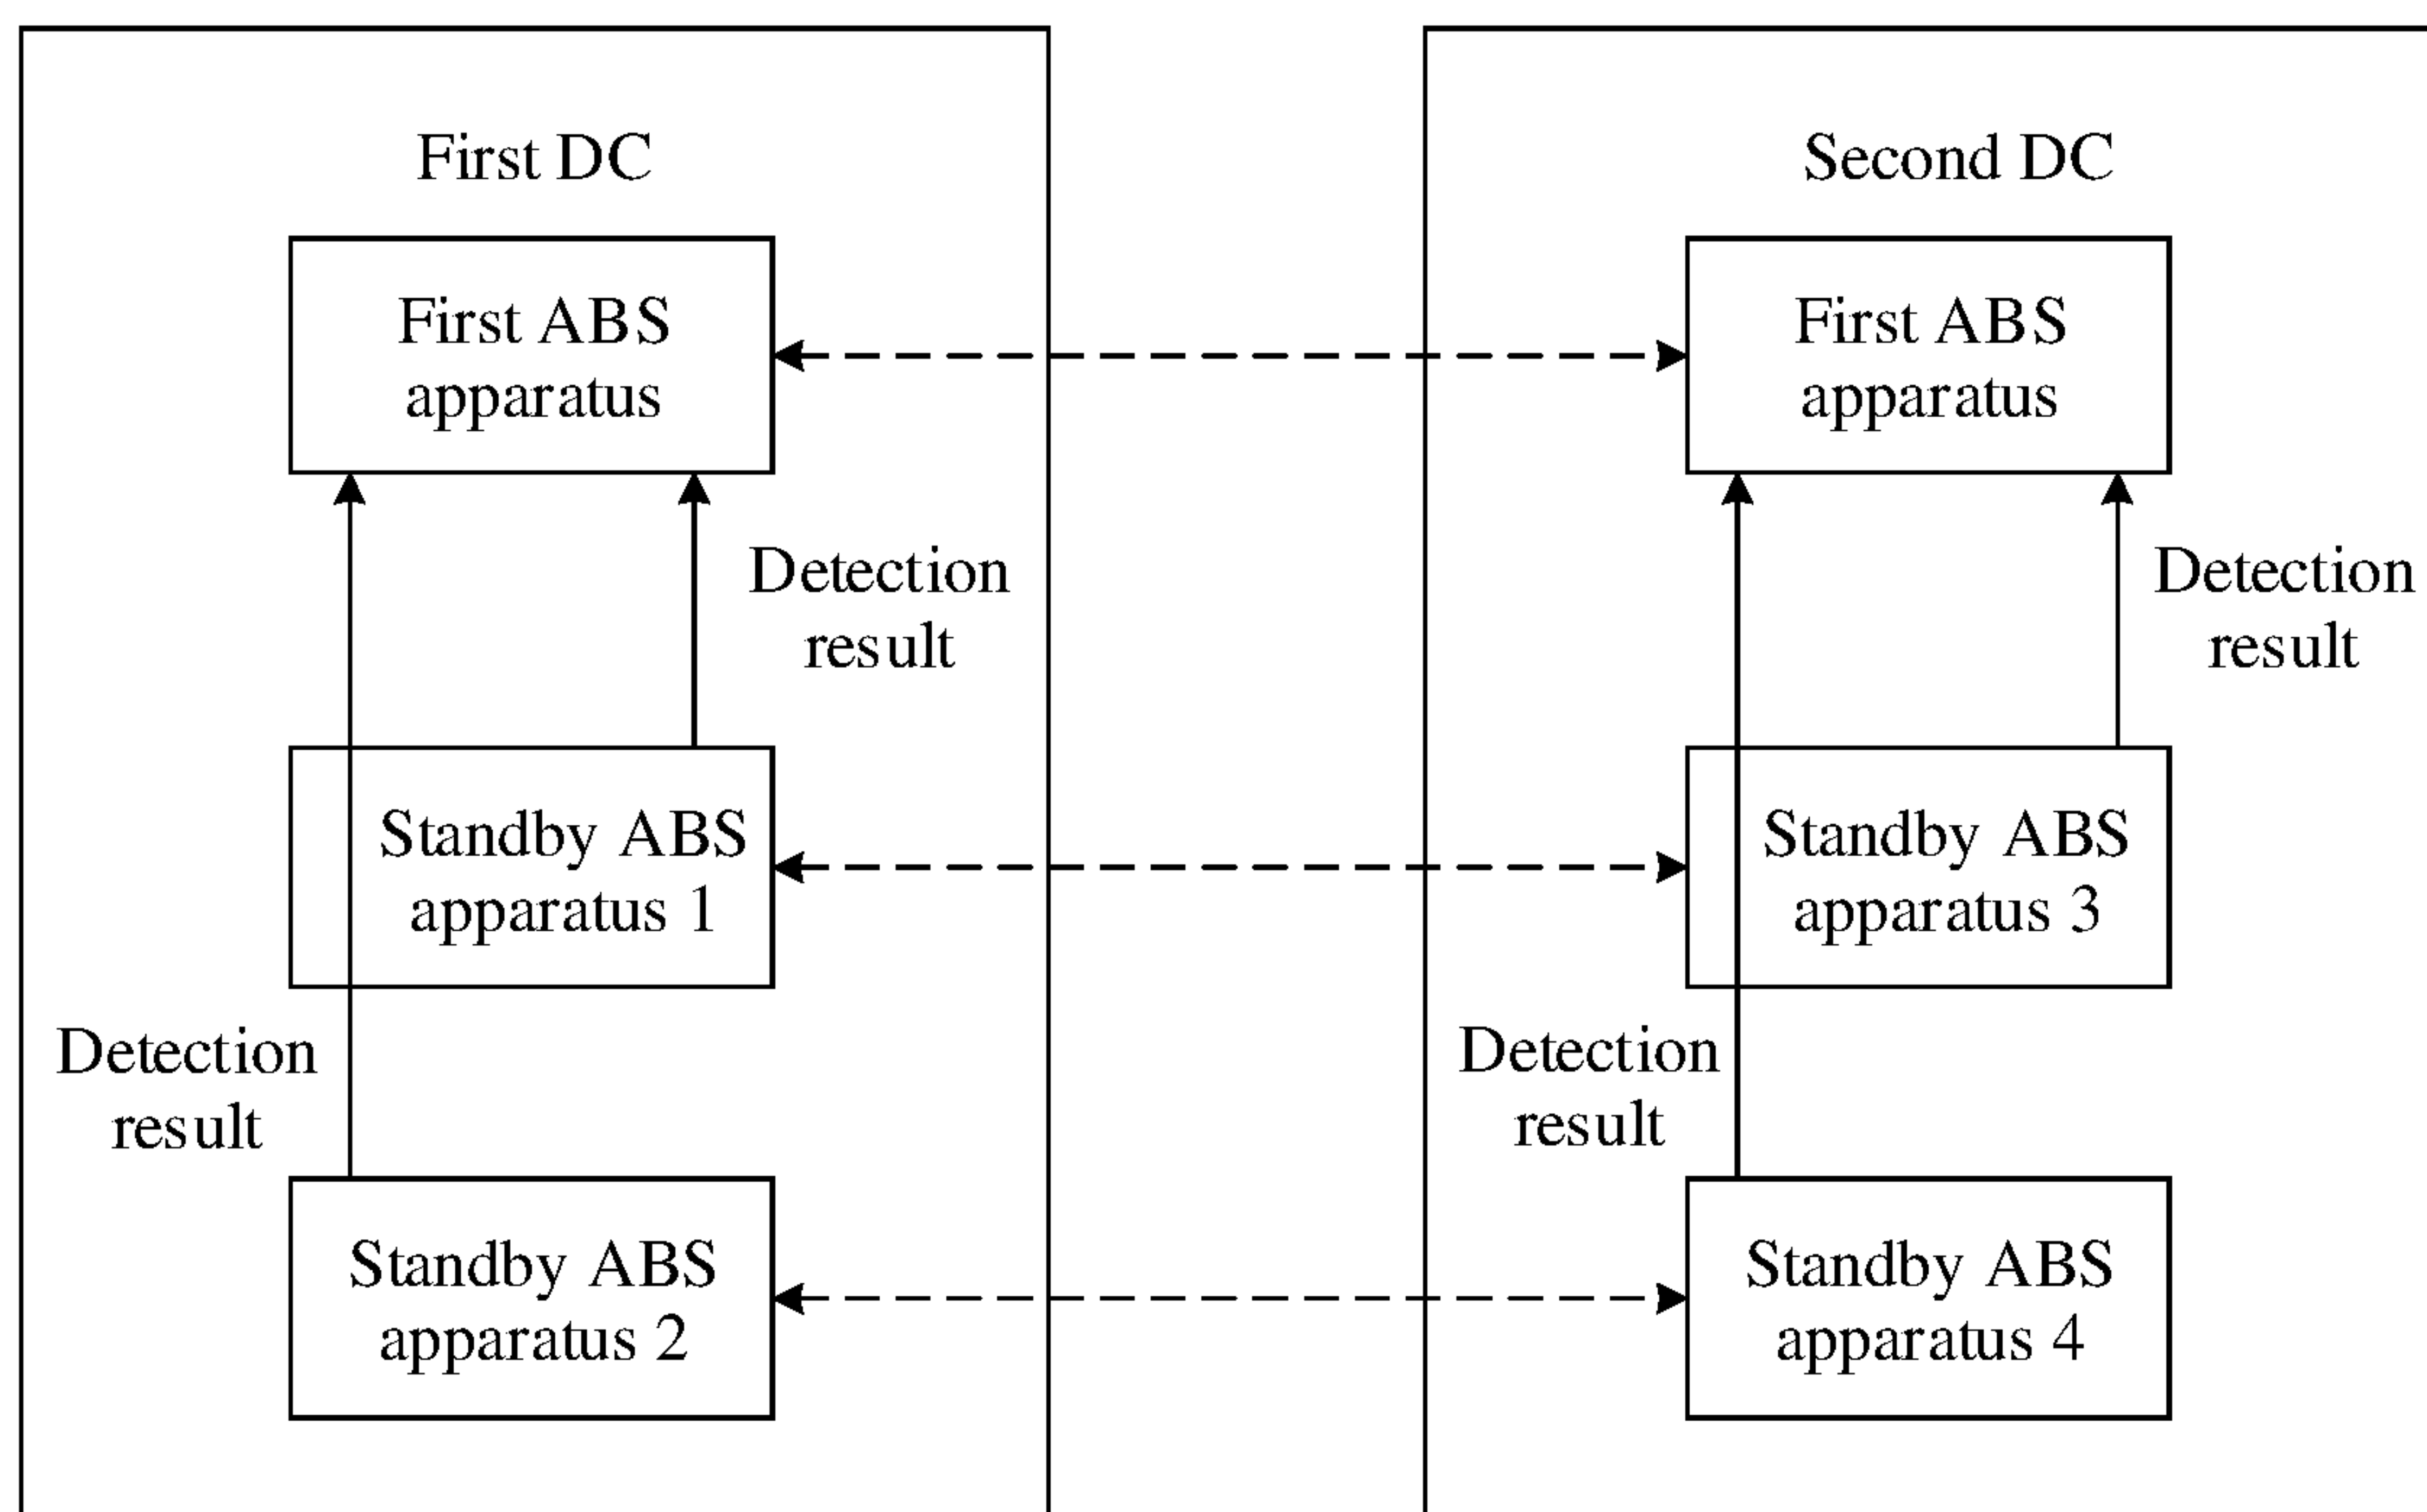 First DC
First ABS
apparatus
Detection
result
Standby ABS
apparatus 1
Detection
result
Standby ABS
apparatus 2
Second DC
First ABS
apparatus
Detection
result
Standby ABS
apparatus 3
Detection
result
Standby ABS
apparatus 4